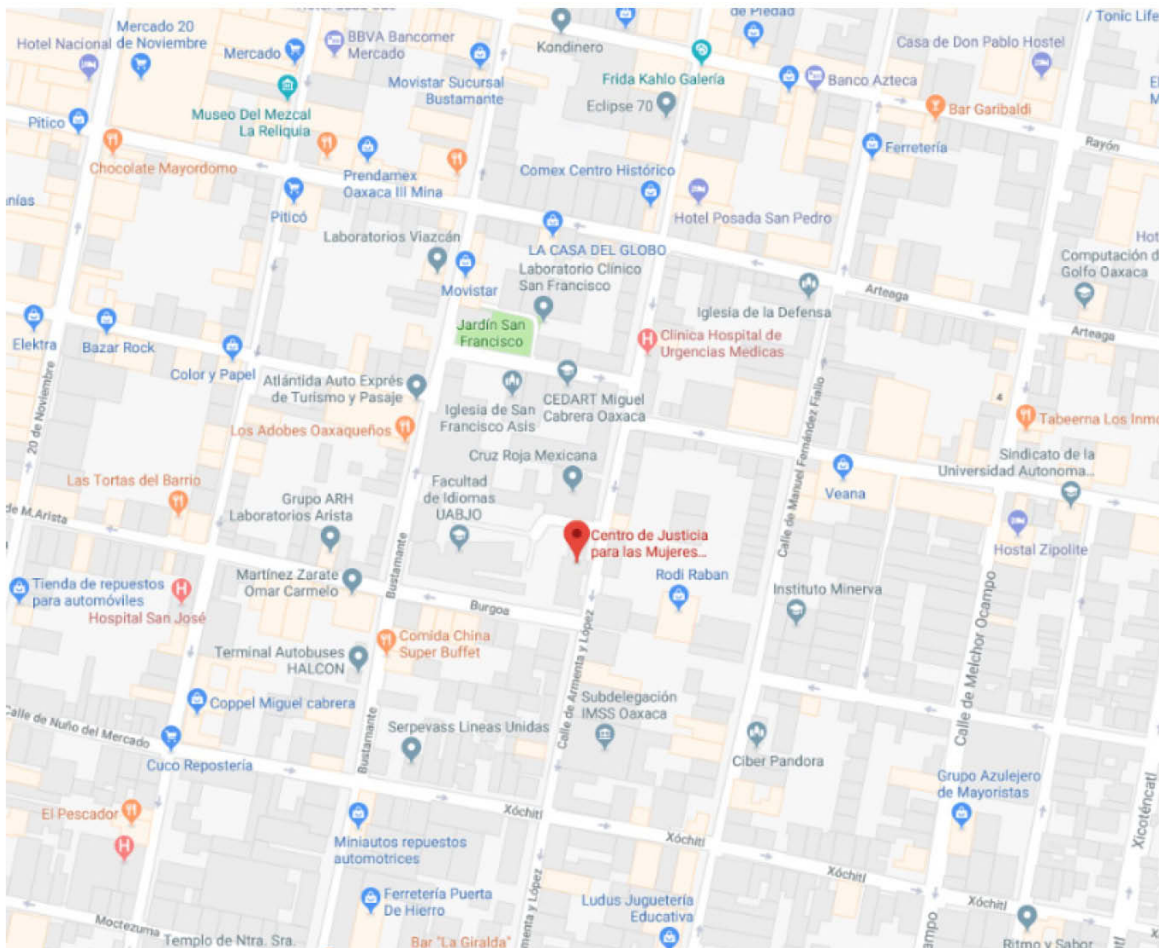 de Piedad
/ Tonic Life
Mercado 20
de Noviembre
BBVA Bancomer
Mercado
Kondinero
Hotel Nacional
Mercado
Movistar Sucursal
Bustamante
Frida Kahlo Galería
Casa de Don Pablo Hostel
Banco Azteca
Eclipse 70
Bar Garibaldi
Pitico
Museo Del Mezcal
La Reliquia
Rayón
Ferretería
Chocolate Mayordomo
Prendamex
Oaxaca III Mina
Comex Centro Histórico
Piticó
Hotel Posada San Pedro
Laboratorios Viazcán
LA CASA DEL GLOBO
Laboratorio Clínico
San Francisco
Computación d
Golfo Oaxaca
Movistar
Arteaga
Iglesia de la Defensa
Arteaga
Jardín San
Francisco
Clínica Hospital de
Urgencias Medicas
Elektra
Bazar Rock
Color y Papel
Atlántida Auto Exprés
de Turismo y Pasaje
CEDART Miguel
Cabrera Oaxaca
Iglesia de San
Francisco Asis
4
Tabeerna Los Inmo
20 de Noviembre
Los Adobes Oaxaqueños
Calle de Manuel Fernández Fiallo
Cruz Roja Mexicana
Sindicato de la
Universidad Autonoma...
Las Tortas del Barrio
Facultad
de Idiomas
UABJO
Veana
Grupo ARH
Laboratorios Arista
de M.Arista
Centro de Justicia
para las Mujeres...
Hostal Zipolite
Bustamante
Martínez Zarate
Omar Carmelo
Rodi Raban
Tienda de repuestos
para automóviles
Instituto Minerva
Hospital San José
Burgoa
Comida China
Super Buffet
Terminal Autobuses
HALCON
Calle de Armenta y López
Calle de Melchor Ocampo
Coppel Miguel cabrera
Subdelegación
IMSS Oaxaca
Calle de Nuño del Mercado
Serpevass Lineas Unidas
Bustamante
Cuco Repostería
Ciber Pandora
Grupo Azulejero
de Mayoristas
Xicoténcatl
El Pescador
Xóchitl
Xóchitl
Miniautos repuestos
automotrices
Xóchitl
Ferretería Puerta
De Hierro
Ludus Juguetería
Educativa
Xóchitl
Moctezuma
Templo de Ntra. Sra.
Bar "La Giralda"
menta y López
ampo
Ritmo y Sabor